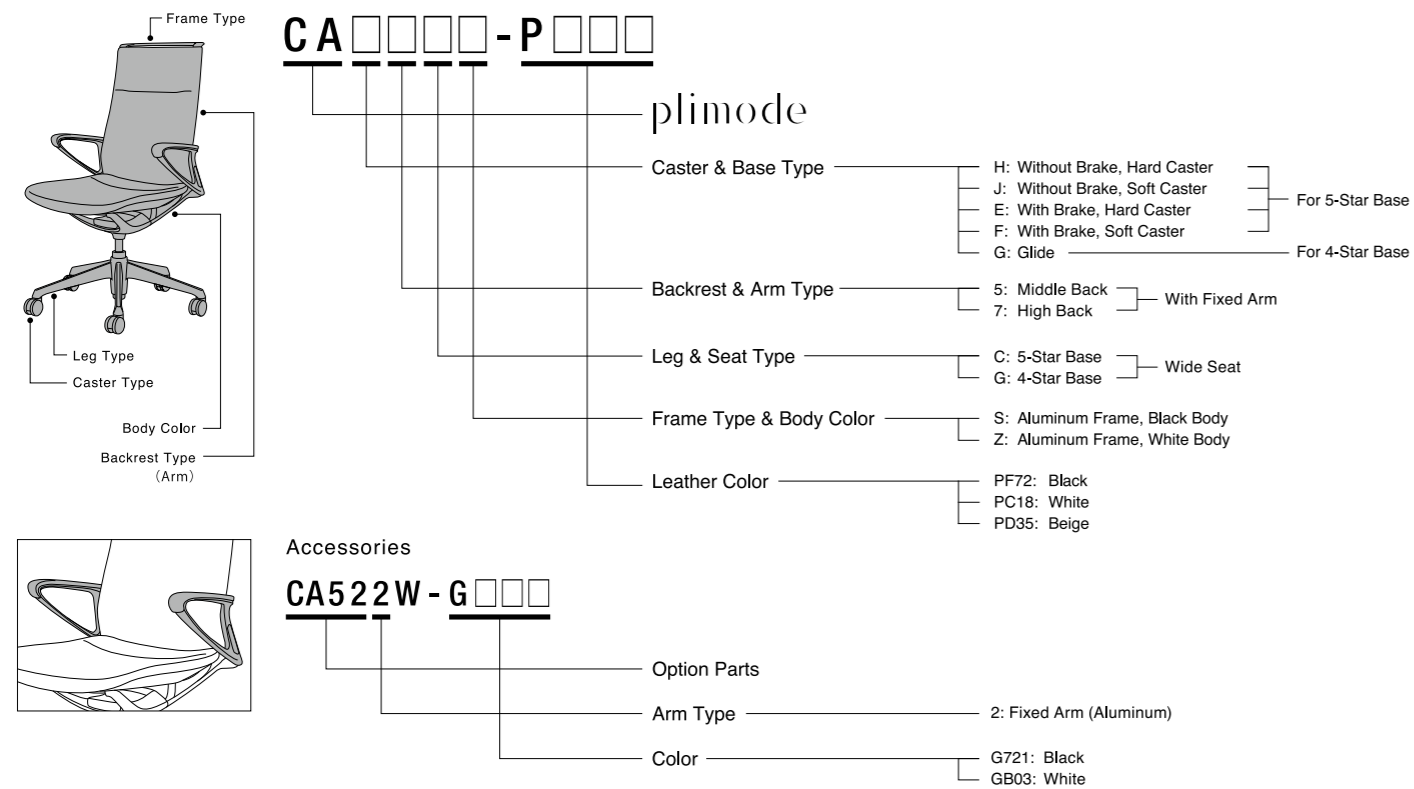 Frame Type
Leg Type
Caster Type
Body Color
Backrest Type
(Arm)
CA□□□□-P□□□
plimode
Caster & Base Type
H: Without Brake, Hard Caster
J: Without Brake, Soft Caster
E: With Brake, Hard Caster
F: With Brake, Soft Caster
For 5-Star Base
G: Glide
For 4-Star Base
Backrest & Arm Type
5: Middle Back
7: High Back
With Fixed Arm
Leg & Seat Type
C: 5-Star Base
G: 4-Star Base
Wide Seat
Frame Type & Body Color
S: Aluminum Frame, Black Body
Z: Aluminum Frame, White Body
Leather Color
PF72: Black
PC18: White
PD35: Beige
Accessories
CA522W-G□□□
Option Parts
Arm Type
2: Fixed Arm (Aluminum)
Color
G721: Black
GB03: White